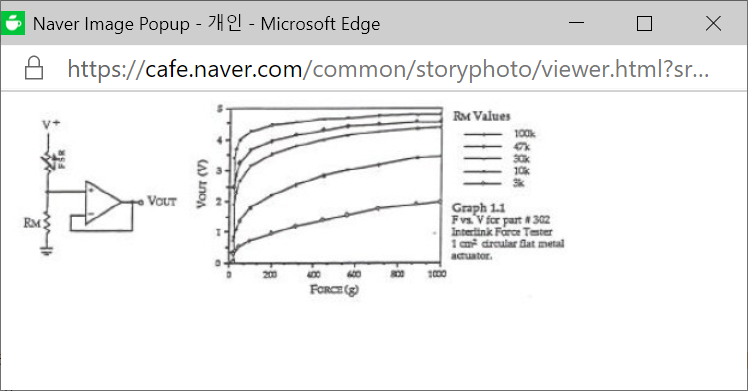 Naver Image Popup - 개인 - Microsoft Edge
https://cafe.naver.com/common/storyphoto/viewer.html?sr...
V+
FSR
RM
VOUT
VOUT (V)
5
4
3
2
1
0
0 200 400 600 800 1000
FORCE (g)
RM Values
100k
47k
30k
10k
3k
Graph 1.1
F vs. V for part # 302
Interlink Force Tester
1 cm² circular flat metal
actuator.